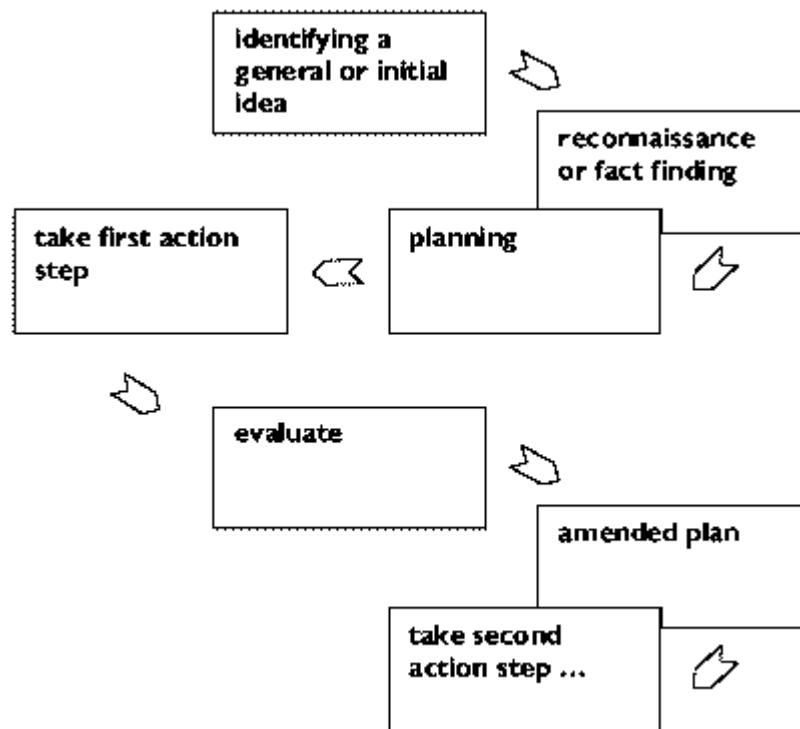 identifying a
general or initial
idea
reconnaissance
or fact finding
planning
take first action
step
evaluate
amended plan
take second
action step ...